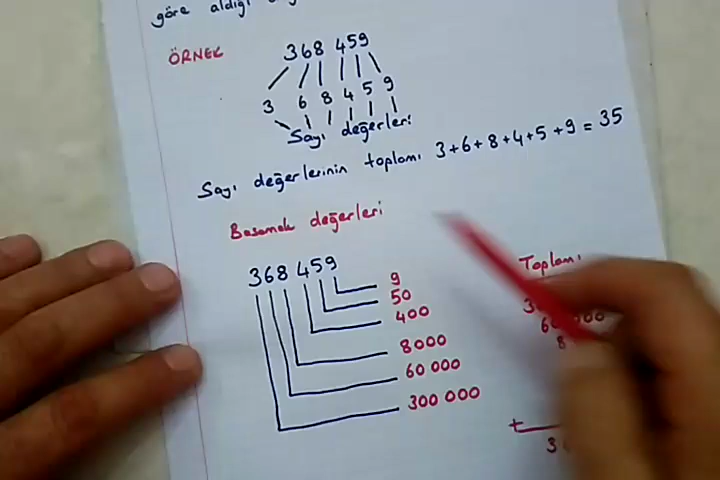 göre aldığı
ÖRNEK
368 459
3 6 8 4 5 9
Sayı değerleri
Sayı değerlerinin toplamı 3+6+8+4+5+9 = 35
Basamak değerleri
368 459
9
50
400
8000
60 000
300 000
Toplamı
+